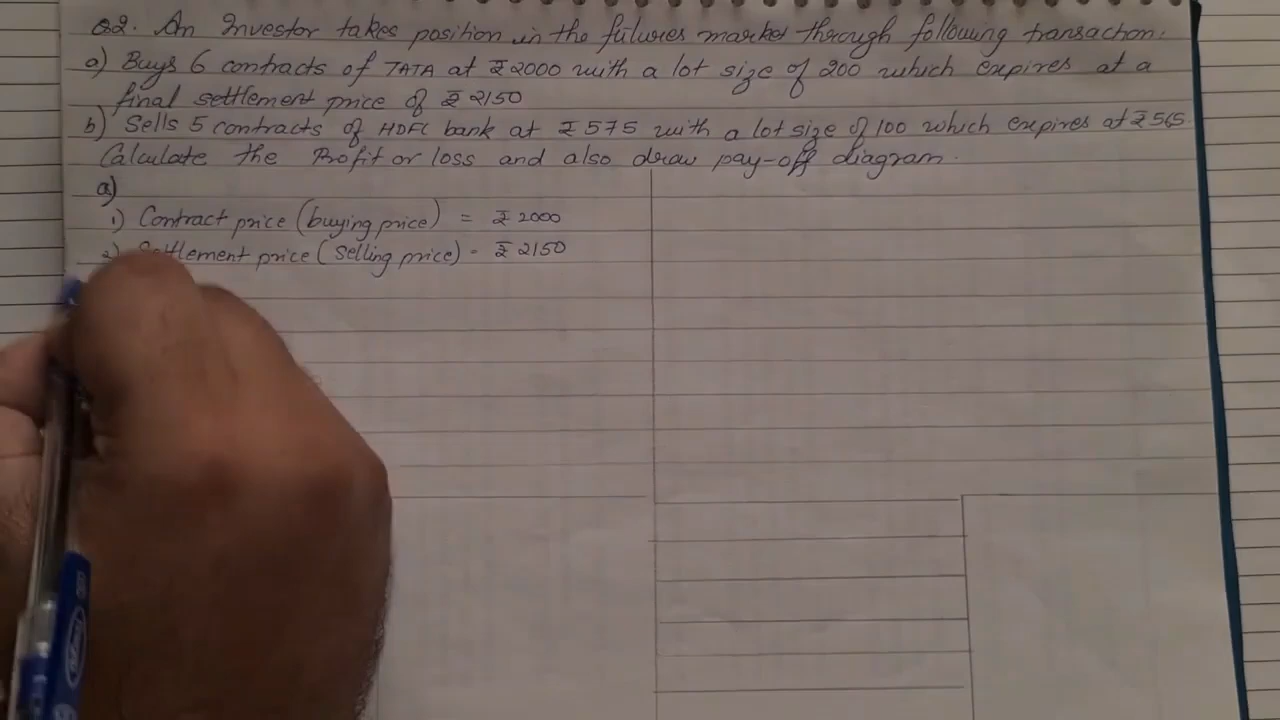 Q2. An Investor takes position in the futures market through following transaction.
a) Buys 6 contracts of TATA at ₹2000 with a lot size of 200 which expires at a
final settlement price of ₹2150
b) Sells 5 contracts of HDFC bank at ₹575 with a lot size of 100 which expires at ₹565
Calculate the Profit or loss and also draw pay-off diagram.
a)
1) Contract price (buying price) = ₹2000
2) Settlement price (selling price) = ₹2150